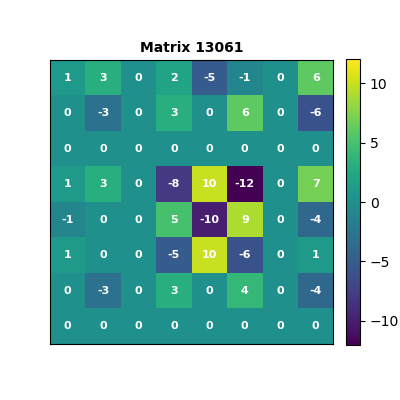 Matrix 13061
1 3 0 2 -5 -1 0 6
0 -3 0 3 0 6 0 -6
0 0 0 0 0 0 0 0
1 3 0 -8 10 -12 0 7
-1 0 0 5 -10 9 0 -4
1 0 0 -5 10 -6 0 1
0 -3 0 3 0 4 0 -4
0 0 0 0 0 0 0 0
10
5
0
−5
−10